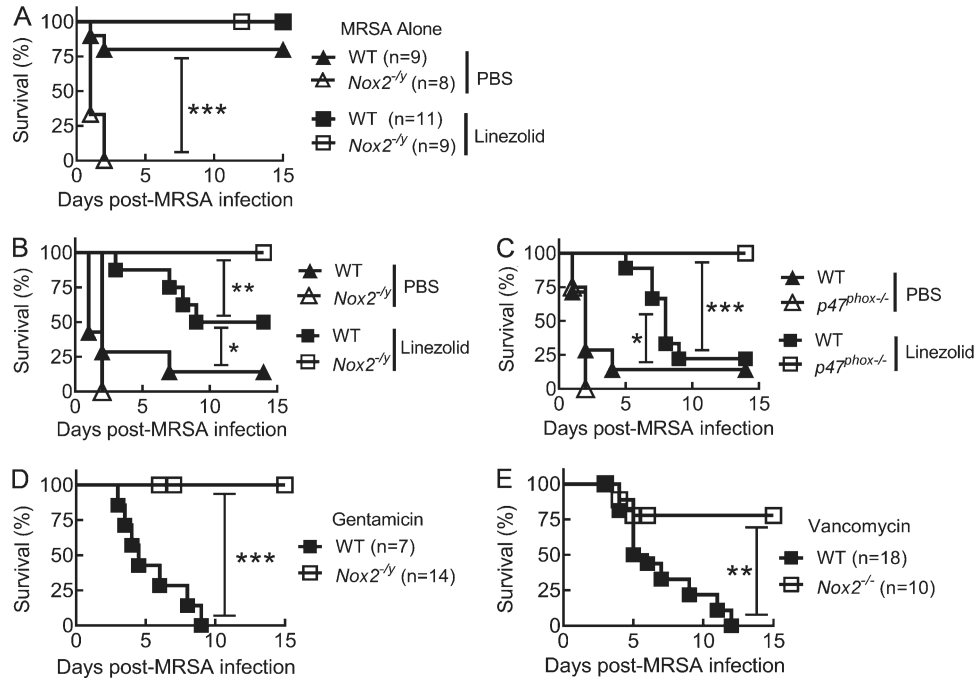 A
Survival (%)
100
75
50
25
0
0 5 10 15
Days post-MRSA infection
***
MRSA Alone
WT (n=9)
Nox2-/y (n=8)
PBS
WT (n=11)
Nox2-/y (n=9)
Linezolid
B
Survival (%)
100
75
50
25
0
0 5 10 15
Days post-MRSA infection
**
*
WT
Nox2-/y
PBS
WT
Nox2-/y
Linezolid
C
Survival (%)
100
75
50
25
0
0 5 10 15
Days post-MRSA infection
*
***
WT
p47phox-/-
PBS
WT
p47phox-/-
Linezolid
D
Survival (%)
100
75
50
25
0
0 5 10 15
Days post-MRSA infection
***
Gentamicin
WT (n=7)
Nox2-/y (n=14)
E
Survival (%)
100
75
50
25
0
0 5 10 15
Days post-MRSA infection
**
Vancomycin
WT (n=18)
Nox2-/- (n=10)